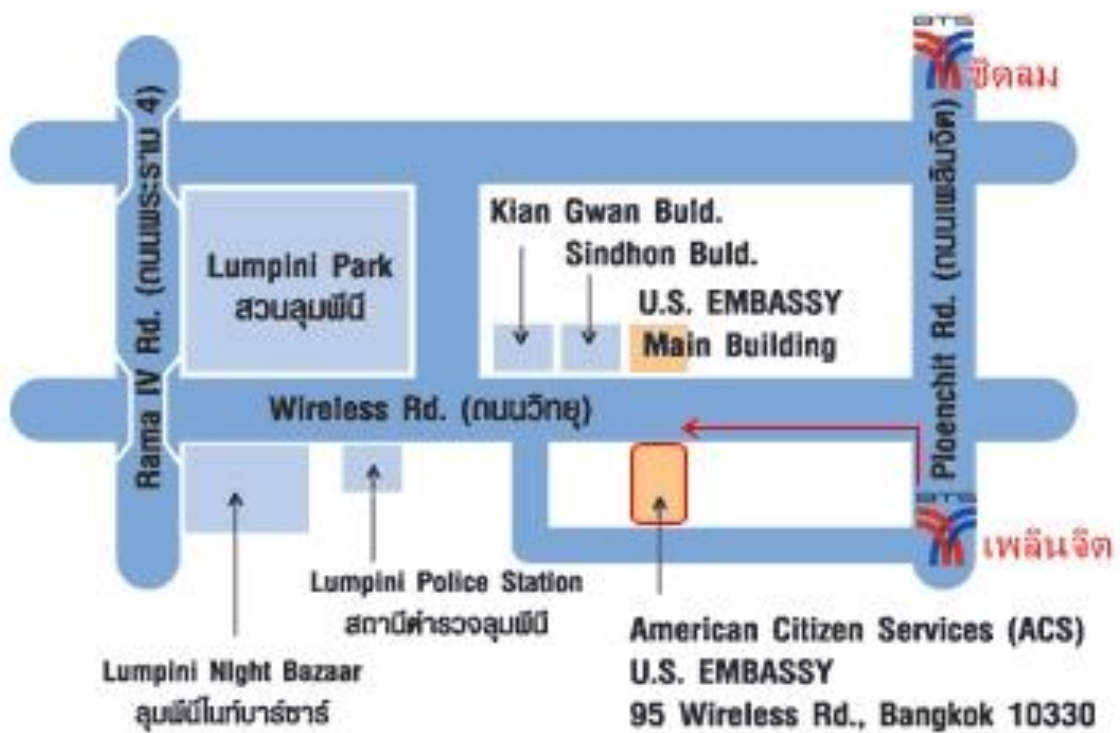 BTS
ชิดลม
Rama IV Rd. (ถนนพระราม 4)
Ploenchit Rd. (ถนนเพลินจิต)
Kian Gwan Buld.
Sindhon Buld.
Lumpini Park
สวนลุมพีนี
U.S. EMBASSY
Main Building
Wireless Rd. (ถนนวิทยุ)
BTS
เพลินจิต
Lumpini Police Station
สถานีตำรวจลุมพีนี
Lumpini Night Bazaar
ลุมพีนีไนท์บาร์ซาร์
American Citizen Services (ACS)
U.S. EMBASSY
95 Wireless Rd., Bangkok 10330